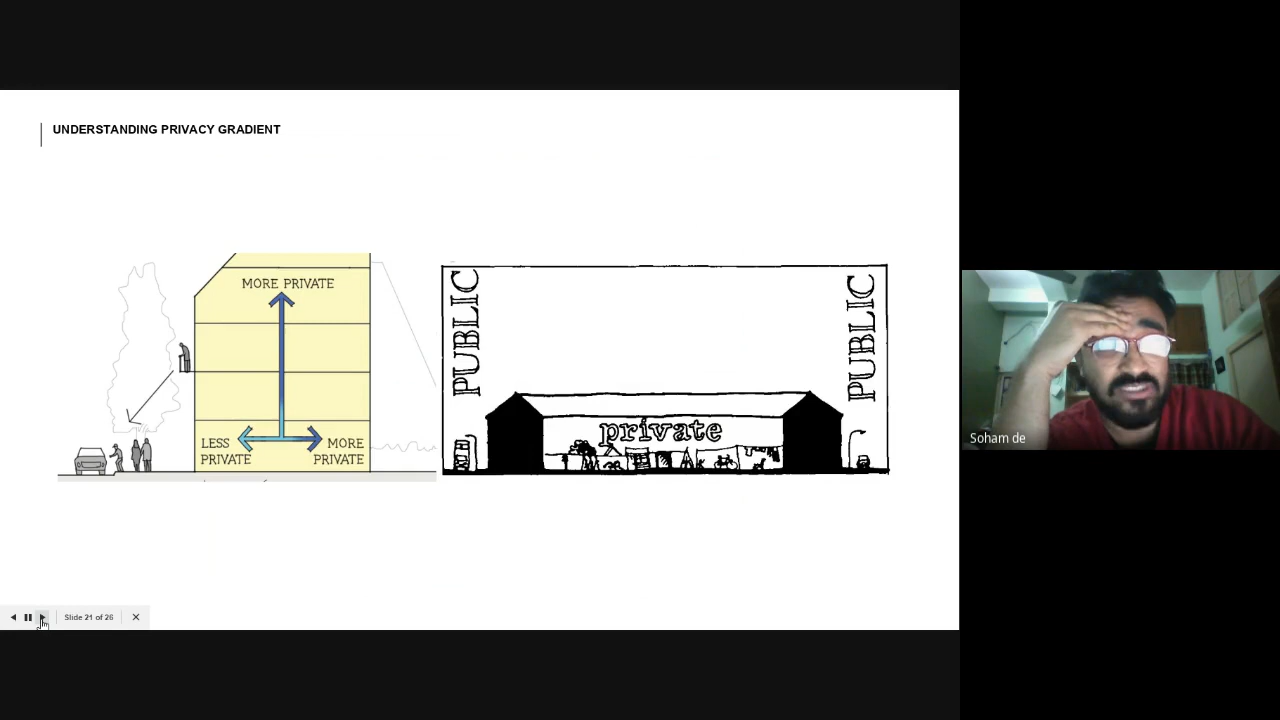 UNDERSTANDING PRIVACY GRADIENT
MORE PRIVATE
LESS
PRIVATE
MORE
PRIVATE
PUBLIC
private
PUBLIC
Slide 21 of 26
Soham de